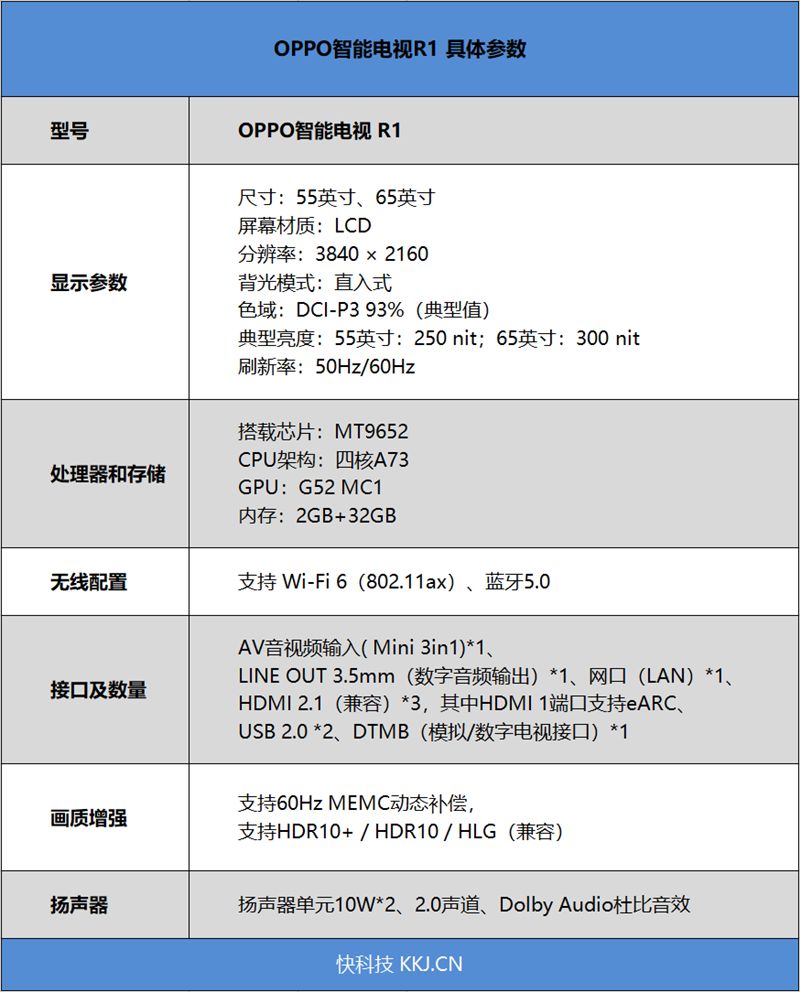 OPPO智能电视R1 具体参数
型号
OPPO智能电视 R1
显示参数
尺寸：55英寸、65英寸
屏幕材质：LCD
分辨率：3840 × 2160
背光模式：直入式
色域：DCI-P3 93%（典型值）
典型亮度：55英寸：250 nit；65英寸：300 nit
刷新率：50Hz/60Hz
处理器和存储
搭载芯片：MT9652
CPU架构：四核A73
GPU：G52 MC1
内存：2GB+32GB
无线配置
支持 Wi-Fi 6（802.11ax）、蓝牙5.0
接口及数量
AV音视频输入( Mini 3in1)*1、
LINE OUT 3.5mm（数字音频输出）*1、网口（LAN）*1、
HDMI 2.1（兼容）*3，其中HDMI 1端口支持eARC、
USB 2.0 *2、DTMB（模拟/数字电视接口）*1
画质增强
支持60Hz MEMC动态补偿，
支持HDR10+ / HDR10 / HLG（兼容）
扬声器
扬声器单元10W*2、2.0声道、Dolby Audio杜比音效
快科技 KKJ.CN